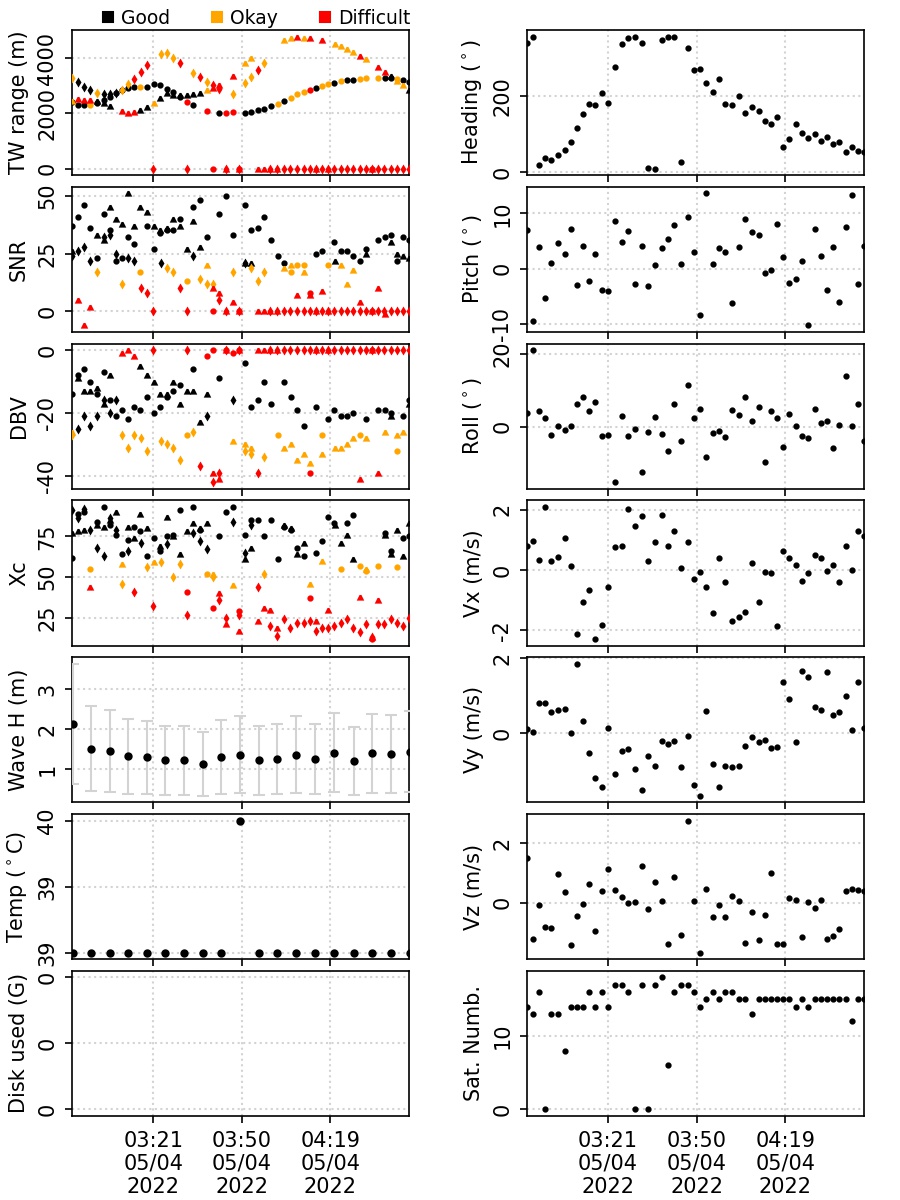 Good Okay Difficult
TW range (m)
4000
2000
0
Heading (°)
200
0
SNR
50
25
0
Pitch (°)
10
0
-10
DBV
0
-20
-40
Roll (°)
20
0
Xc
75
50
25
Vx (m/s)
2
0
-2
Wave H (m)
3
2
1
Vy (m/s)
2
0
Temp (°C)
40
39
39
Vz (m/s)
2
0
Disk used (G)
0
0
0
Sat. Numb.
10
0
03:21 03:50 04:19 03:21 03:50 04:19
05/04 05/04 05/04 05/04 05/04 05/04
2022 2022 2022 2022 2022 2022